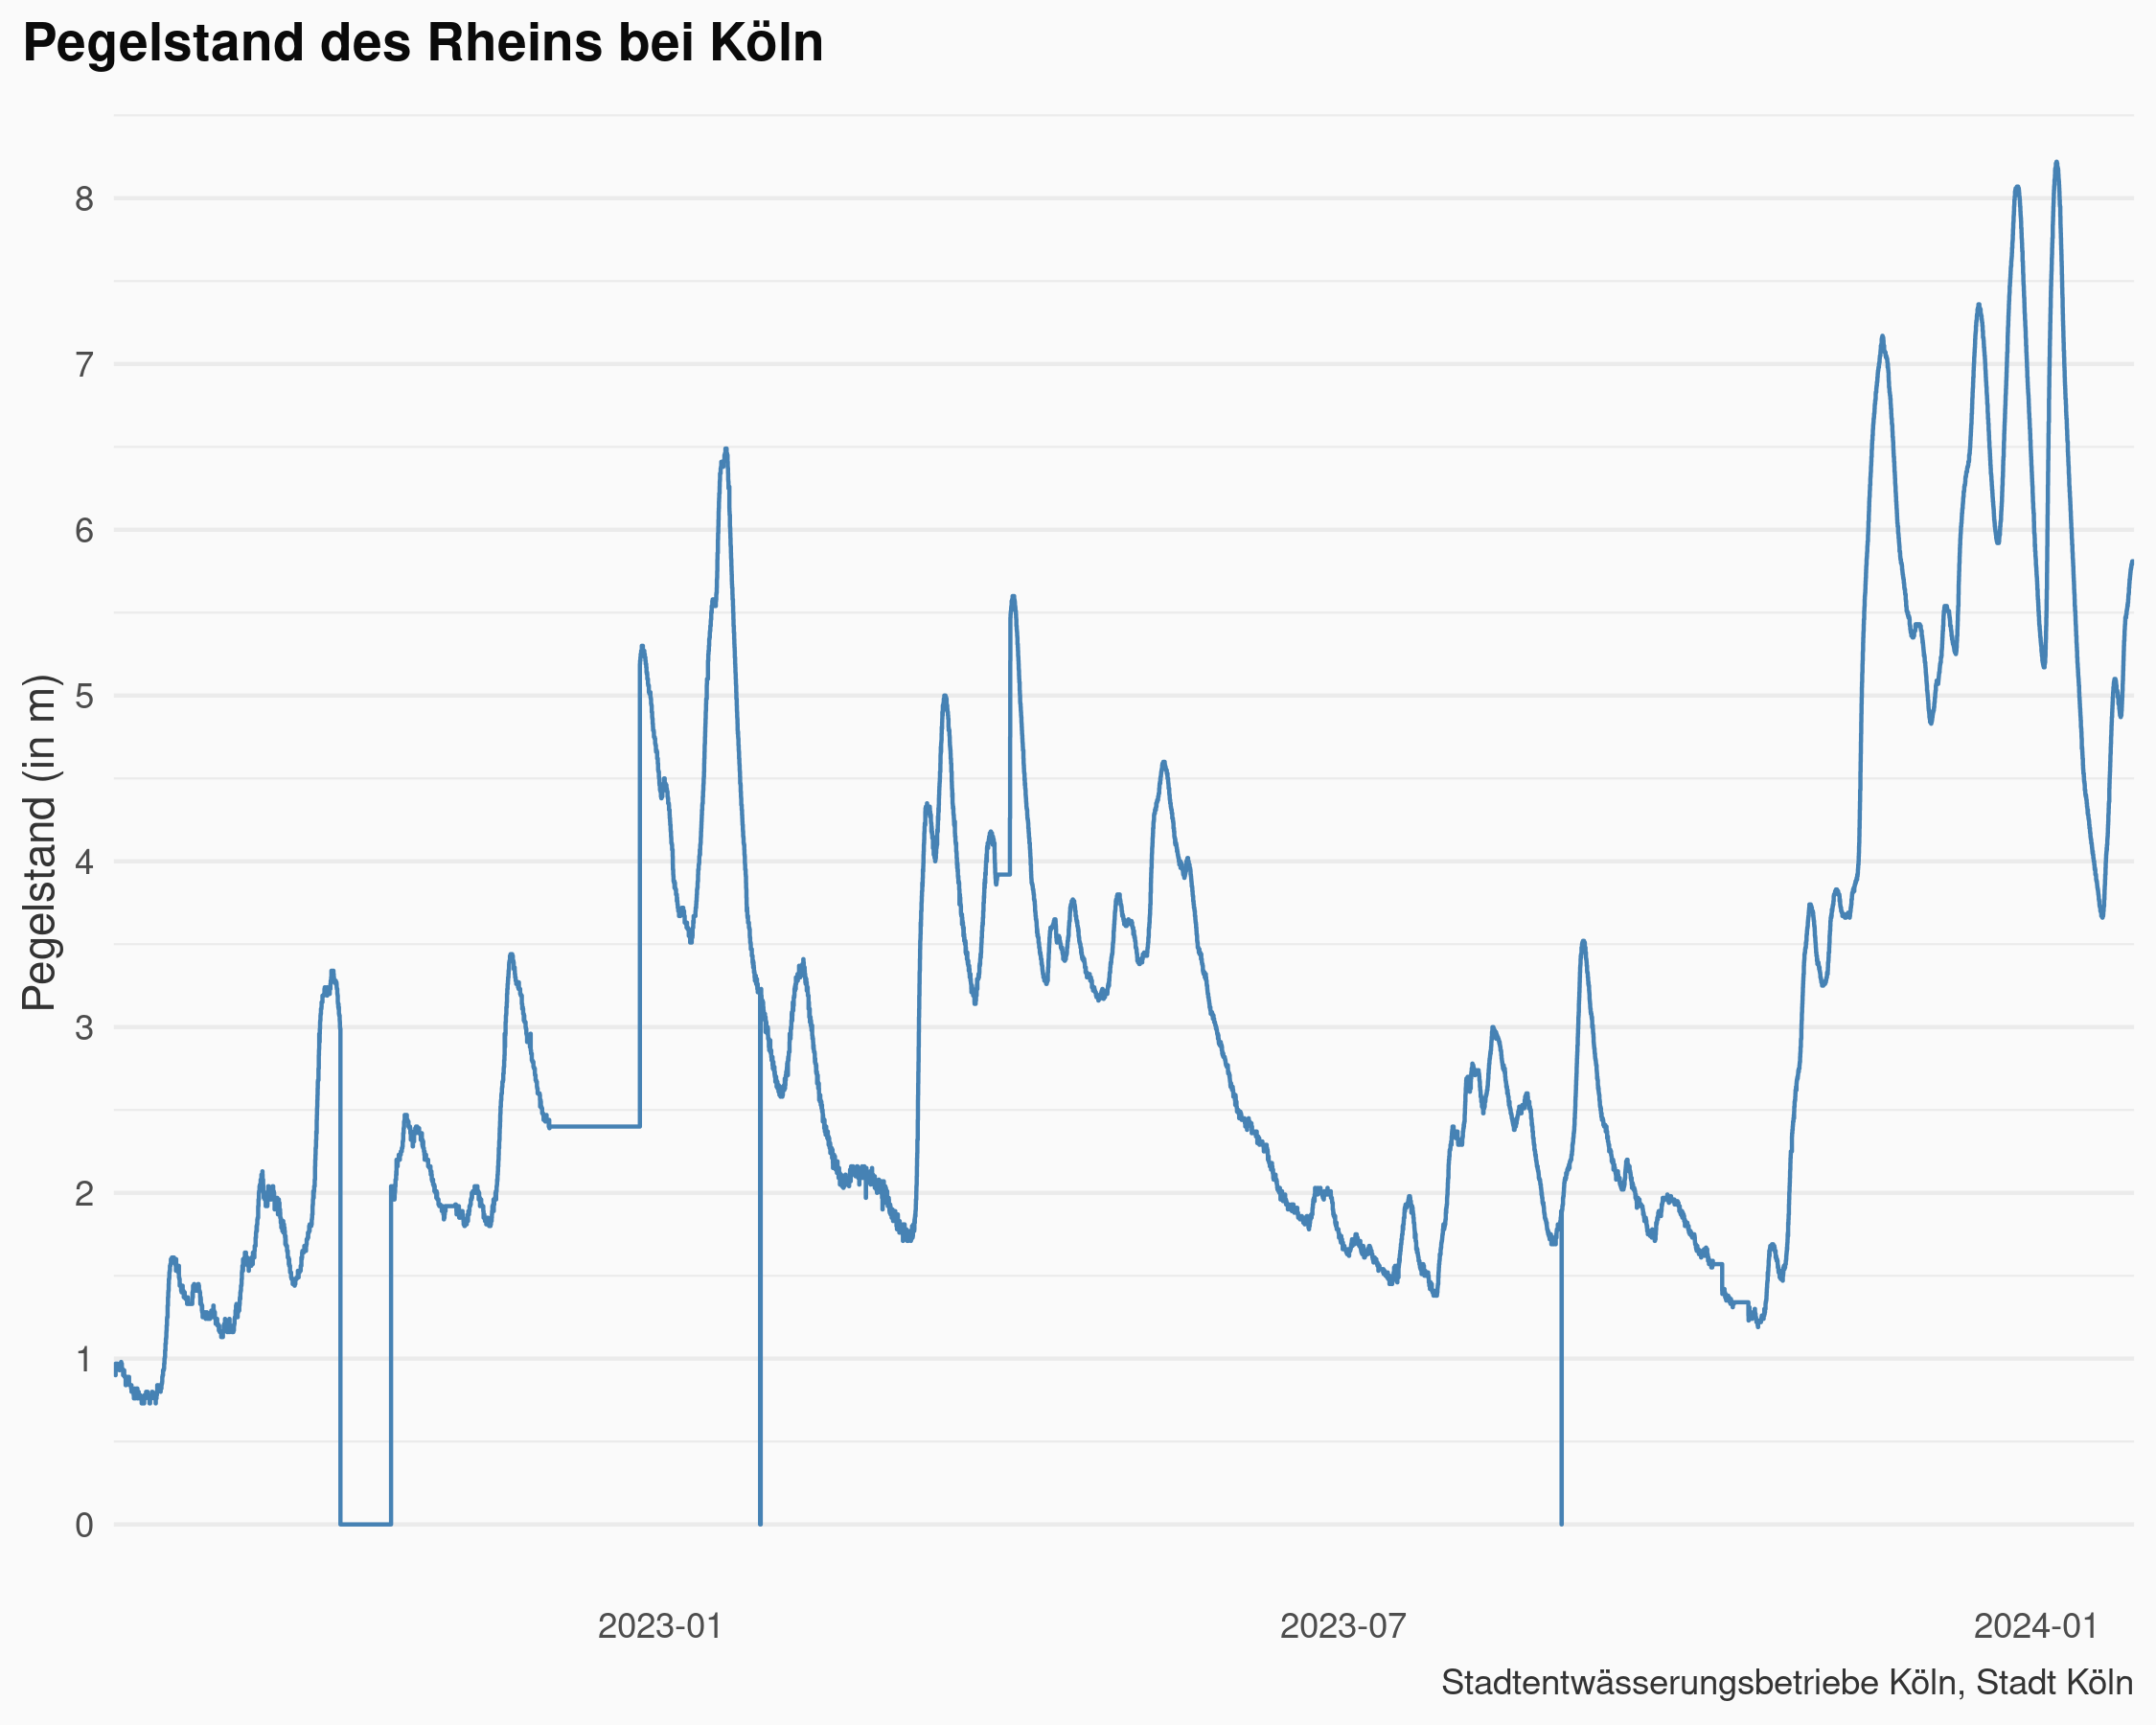 Pegelstand des Rheins bei Köln
Pegelstand (in m)
8
7
6
5
4
3
2
1
0
2023-01 2023-07 2024-01
Stadtentwässerungsbetriebe Köln, Stadt Köln